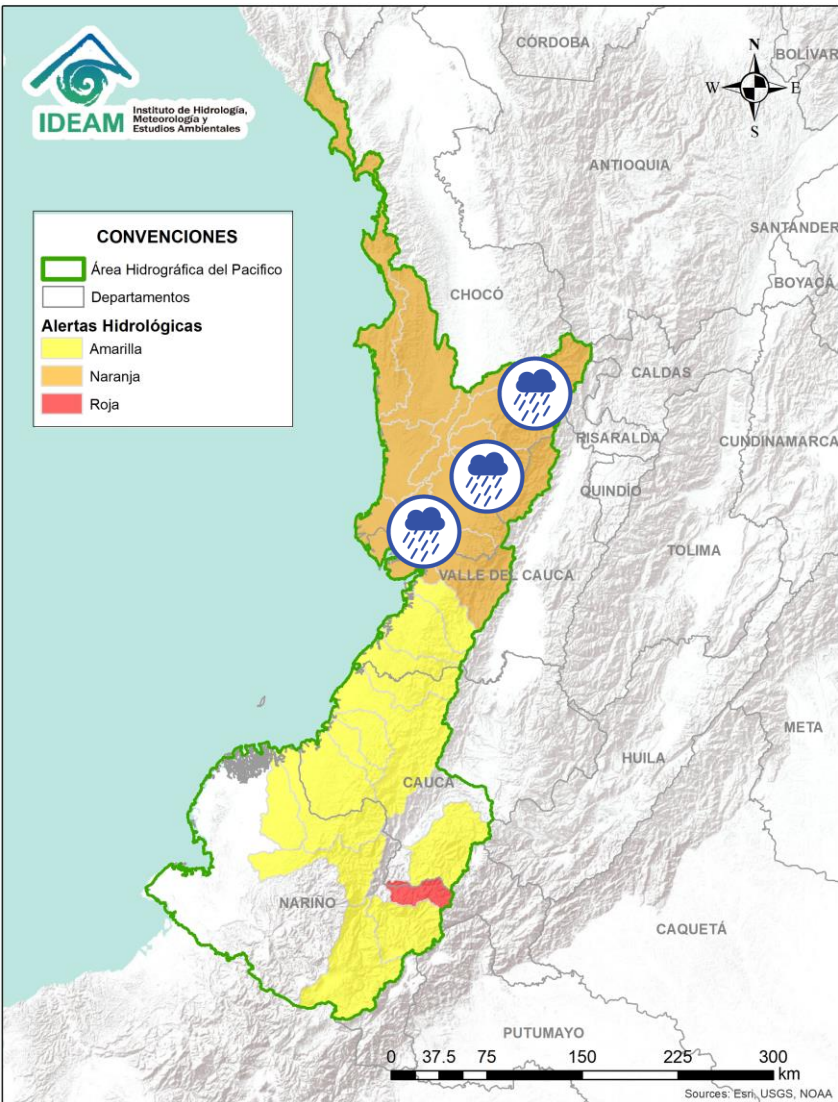 IDEAM
Instituto de Hidrología,
Meteorología y
Estudios Ambientales
CONVENCIONES
Área Hidrográfica del Pacifico
Departamentos
Alertas Hidrológicas
Amarilla
Naranja
Roja
N
W
E
S
CÓRDOBA
BOLÍVAR
ANTIOQUIA
SANTANDER
BOYACÁ
CHOCÓ
CALDAS
RISARALDA
CUNDINAMARCA
QUINDÍO
TOLIMA
VALLE DEL CAUCA
META
HUILA
CAUCA
NARIÑO
CAQUETÁ
PUTUMAYO
0 37.5 75 150 225 300
km
Sources: Esri, USGS, NOAA